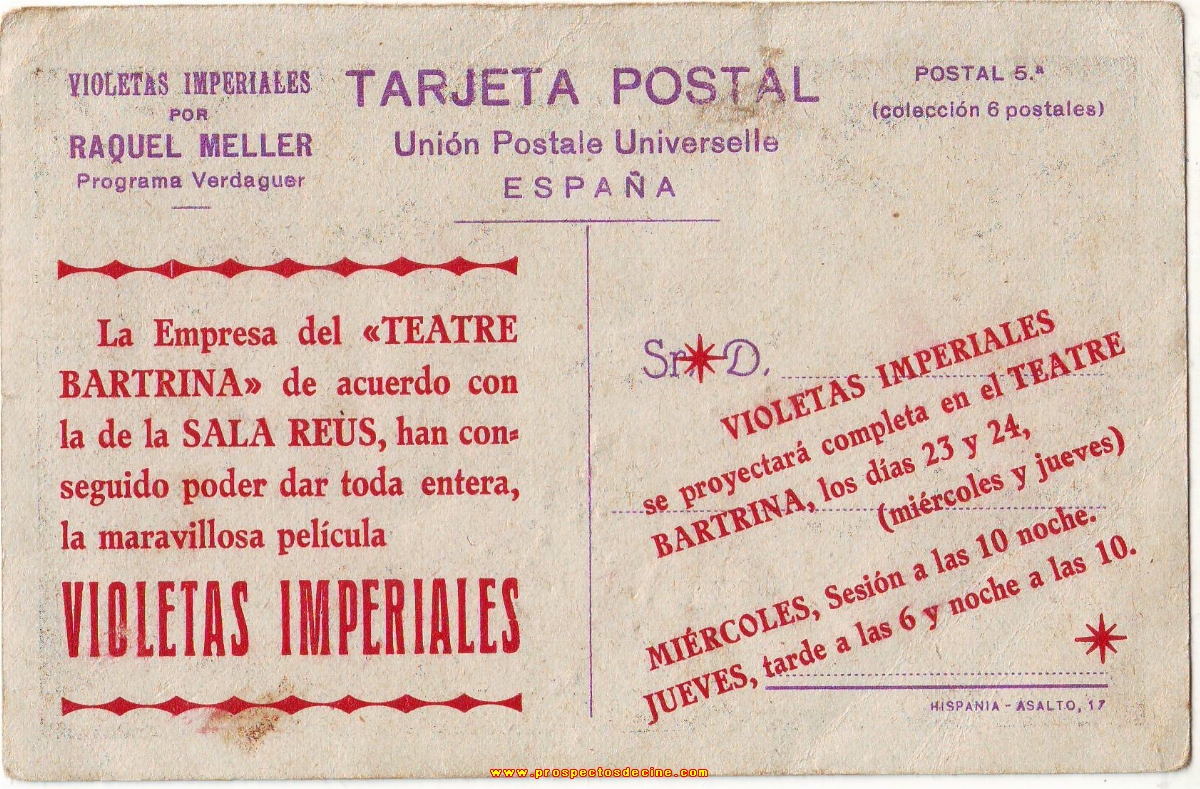 VIOLETAS IMPERIALES
POR
RAQUEL MELLER
Programa Verdaguer
TARJETA POSTAL
Unión Postale Universelle
ESPAÑA
POSTAL 5.ª
(colección 6 postales)
La Empresa del «TEATRE
BARTRINA» de acuerdo con
la de la SALA REUS, han con-
seguido poder dar toda entera,
la maravillosa película
VIOLETAS IMPERIALES
Sr. D.
VIOLETAS IMPERIALES
se proyectará completa en el TEATRE
BARTRINA, los días 23 y 24,
(miércoles y jueves)
MIÉRCOLES, Sesión a las 10 noche.
JUEVES, tarde a las 6 y noche a las 10.
HISPANIA - ASALTO, 17
www.prospectosdecine.com